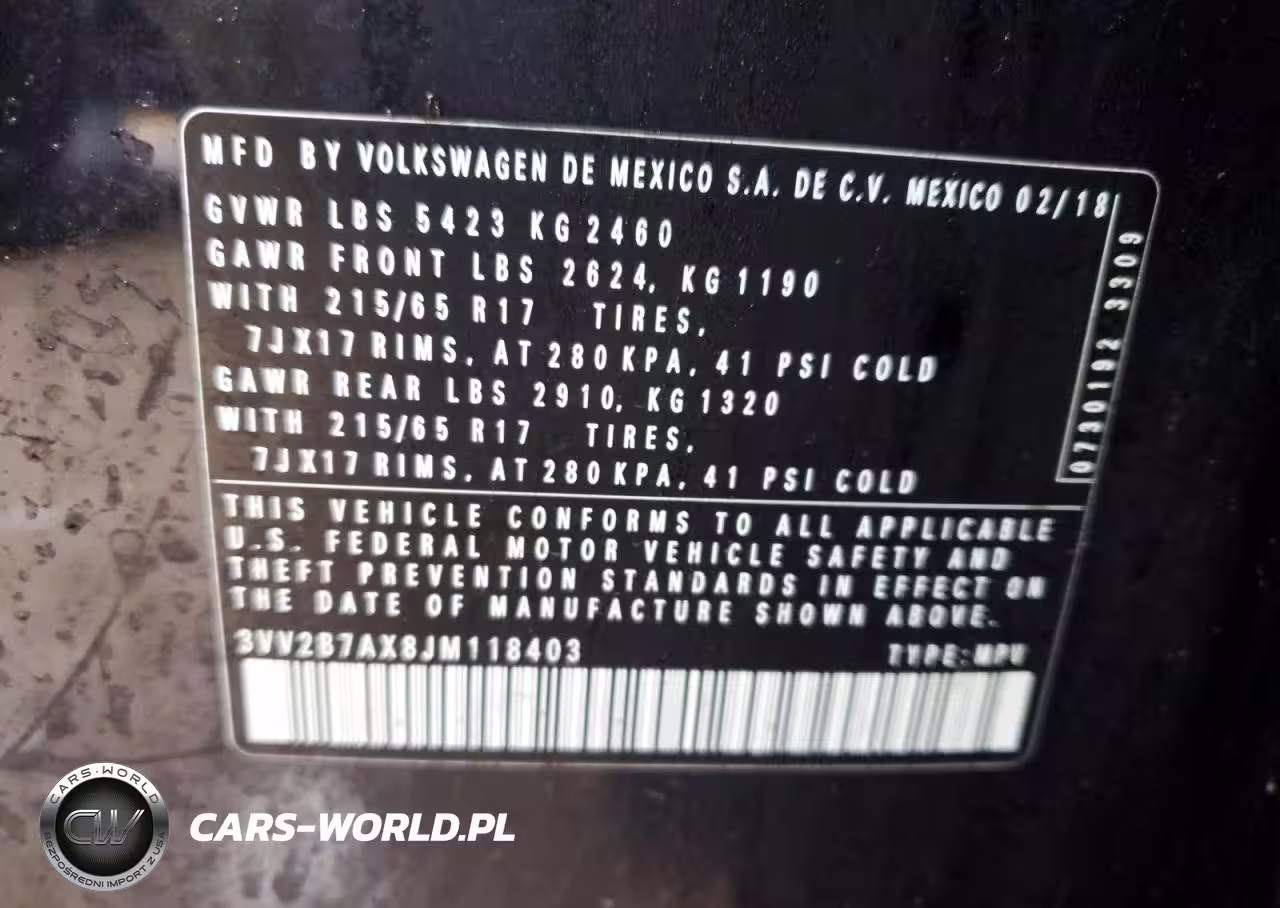 MFD BY VOLKSWAGEN DE MEXICO S.A. DE C.V. MEXICO 02/18
GVWR LBS 5423 KG 2460
GAWR FRONT LBS 2624, KG 1190
WITH 215/65 R17 TIRES,
7JX17 RIMS, AT 280 KPA, 41 PSI COLD
GAWR REAR LBS 2910, KG 1320
WITH 215/65 R17 TIRES,
7JX17 RIMS, AT 280 KPA, 41 PSI COLD
0730192 3309
THIS VEHICLE CONFORMS TO ALL APPLICABLE
U.S. FEDERAL MOTOR VEHICLE SAFETY AND
THEFT PREVENTION STANDARDS IN EFFECT ON
THE DATE OF MANUFACTURE SHOWN ABOVE.
3VV2B7AX8JM118403 TYPE: MPV
CARS-WORLD
CW
BEZPOŚREDNI IMPORT Z USA
CARS-WORLD.PL